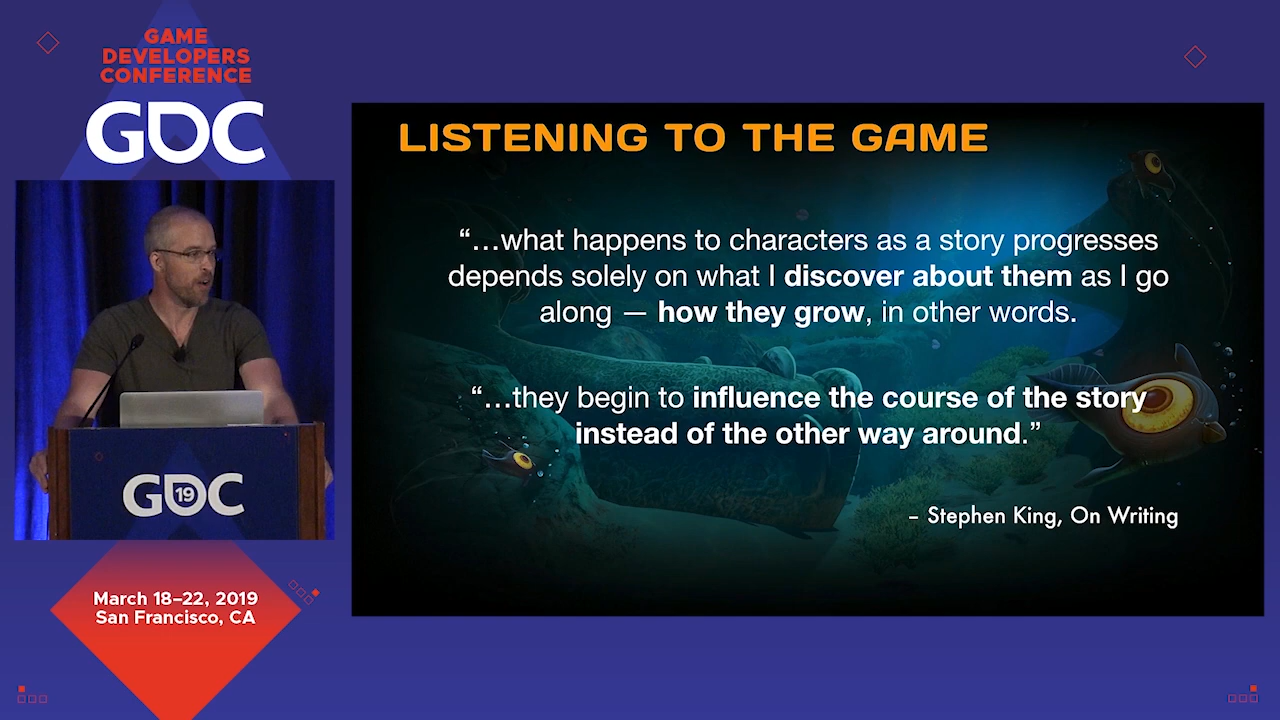 GAME
DEVELOPERS
CONFERENCE
GDC
GDC
19
March 18–22, 2019
San Francisco, CA
LISTENING TO THE GAME
“…what happens to characters as a story progresses
depends solely on what I discover about them as I go
along — how they grow, in other words.
“…they begin to influence the course of the story
instead of the other way around.”
– Stephen King, On Writing